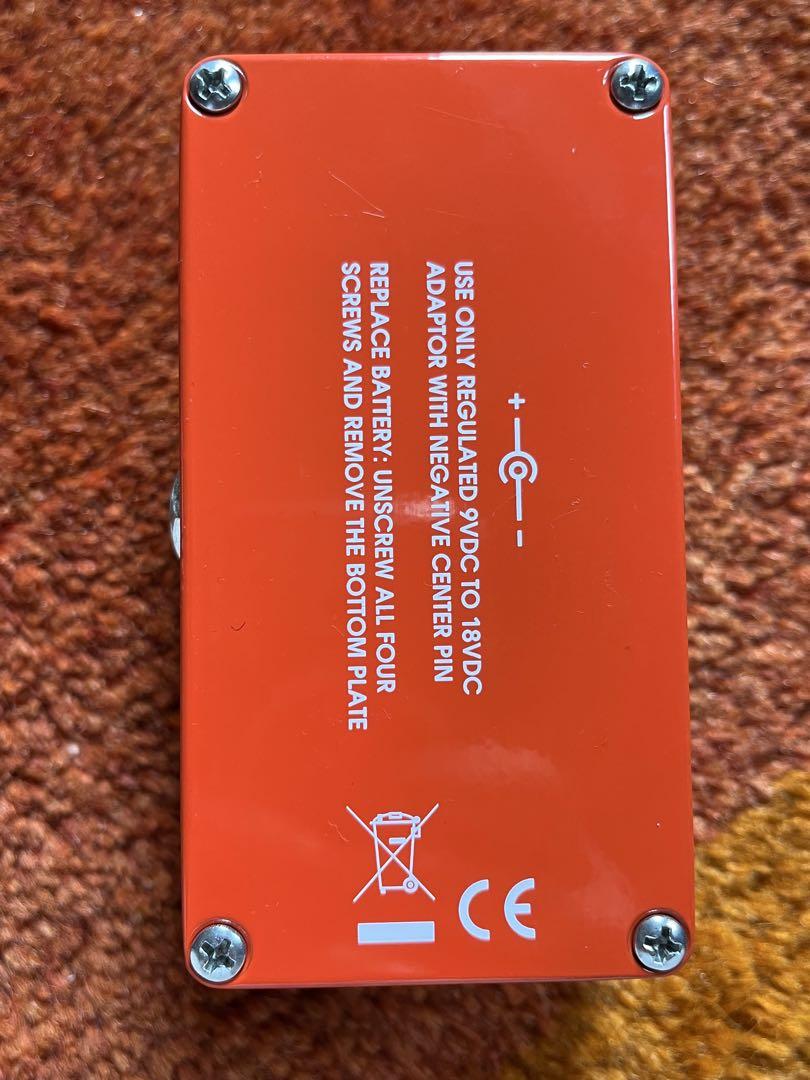 + -
USE ONLY REGULATED 9VDC TO 18VDC
ADAPTOR WITH NEGATIVE CENTER PIN
REPLACE BATTERY: UNSCREW ALL FOUR
SCREWS AND REMOVE THE BOTTOM PLATE
CE